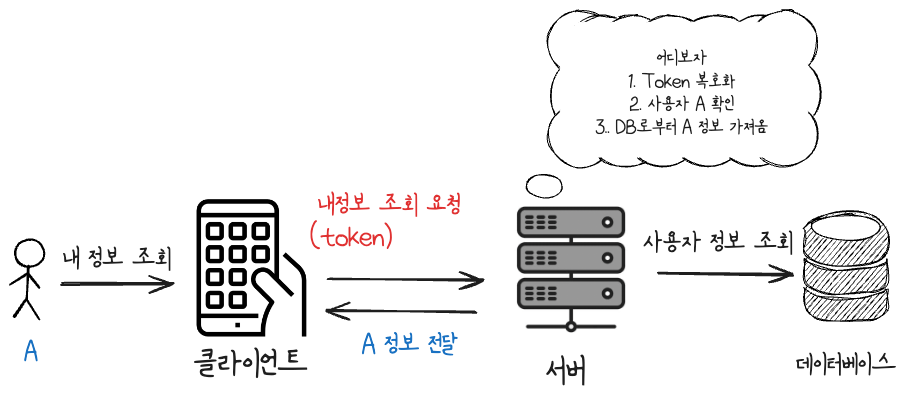 어디보자
1. Token 복호화
2. 사용자 A 확인
3.. DB로부터 A 정보 가져옴
내 정보 조회
A
클라이언트
내정보 조회 요청
(token)
A 정보 전달
서버
사용자 정보 조회
데이터베이스